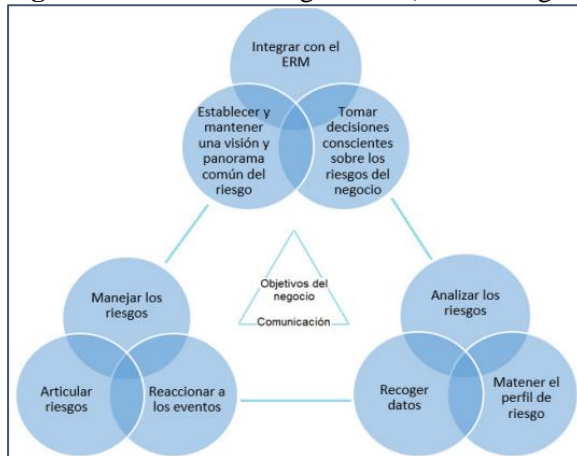 Integrar con el
ERM
Establecer y
mantener
una visión y
panorama
común del
riesgo
Tomar
decisiones
conscientes
sobre los
riesgos del
negocio
Objetivos del
negocio
Comunicación
Manejar los
riesgos
Articular
riesgos
Reaccionar a
los eventos
Analizar los
riesgos
Recoger
datos
Matener el
perfil de
riesgo